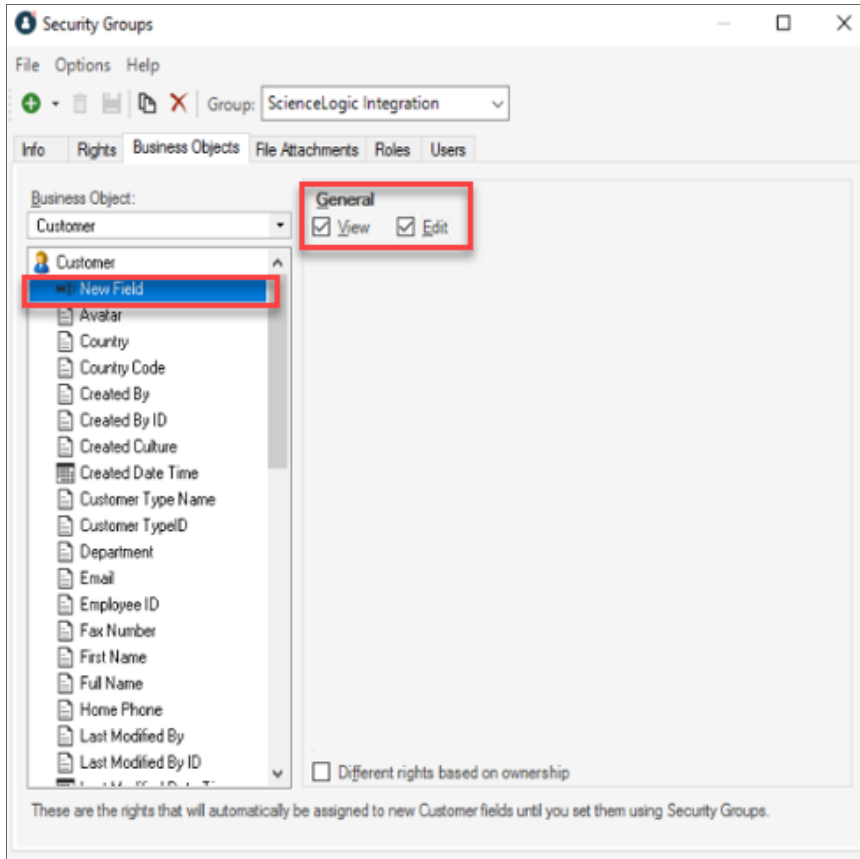 Security Groups
File Options Help
Group: ScienceLogic Integration
Info Rights Business Objects File Attachments Roles Users
Business Object:
Customer
General
View Edit
Customer
New Field
Avatar
Country
Country Code
Created By
Created By ID
Created Culture
Created Date Time
Customer Type Name
Customer TypeID
Department
Email
Employee ID
Fax Number
First Name
Full Name
Home Phone
Last Modified By
Last Modified By ID
Different rights based on ownership
These are the rights that will automatically be assigned to new Customer fields until you set them using Security Groups.